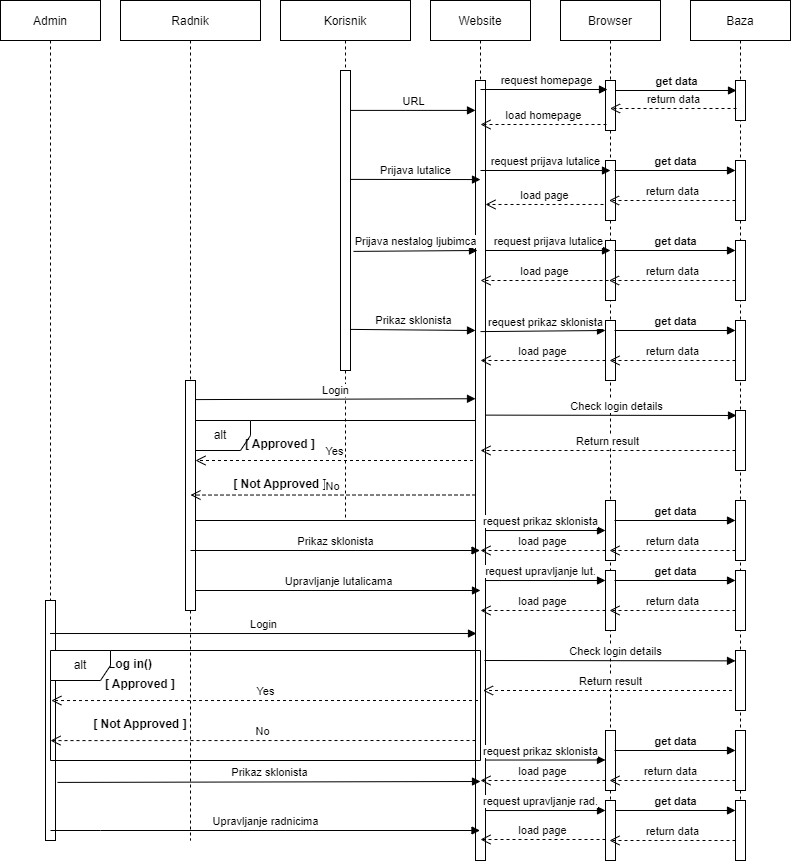 Admin
Radnik
Korisnik
Website
Browser
Baza
request homepage
get data
return data
URL
load homepage
request prijava lutalice
get data
Prijava lutalice
load page
return data
Prijava nestalog ljubimca
request prijava lutalice
get data
load page
return data
Prikaz sklonista
request prikaz sklonista
get data
load page
return data
Login
Check login details
alt
[ Approved ]
Yes
Return result
[ Not Approved ]
No
request prikaz sklonista
get data
Prikaz sklonista
load page
return data
request upravljanje lut.
get data
Upravljanje lutalicama
load page
return data
Login
Check login details
alt
Log in()
[ Approved ]
Yes
Return result
[ Not Approved ]
No
request prikaz sklonista
get data
Prikaz sklonista
load page
return data
request upravljanje rad.
get data
Upravljanje radnicima
load page
return data